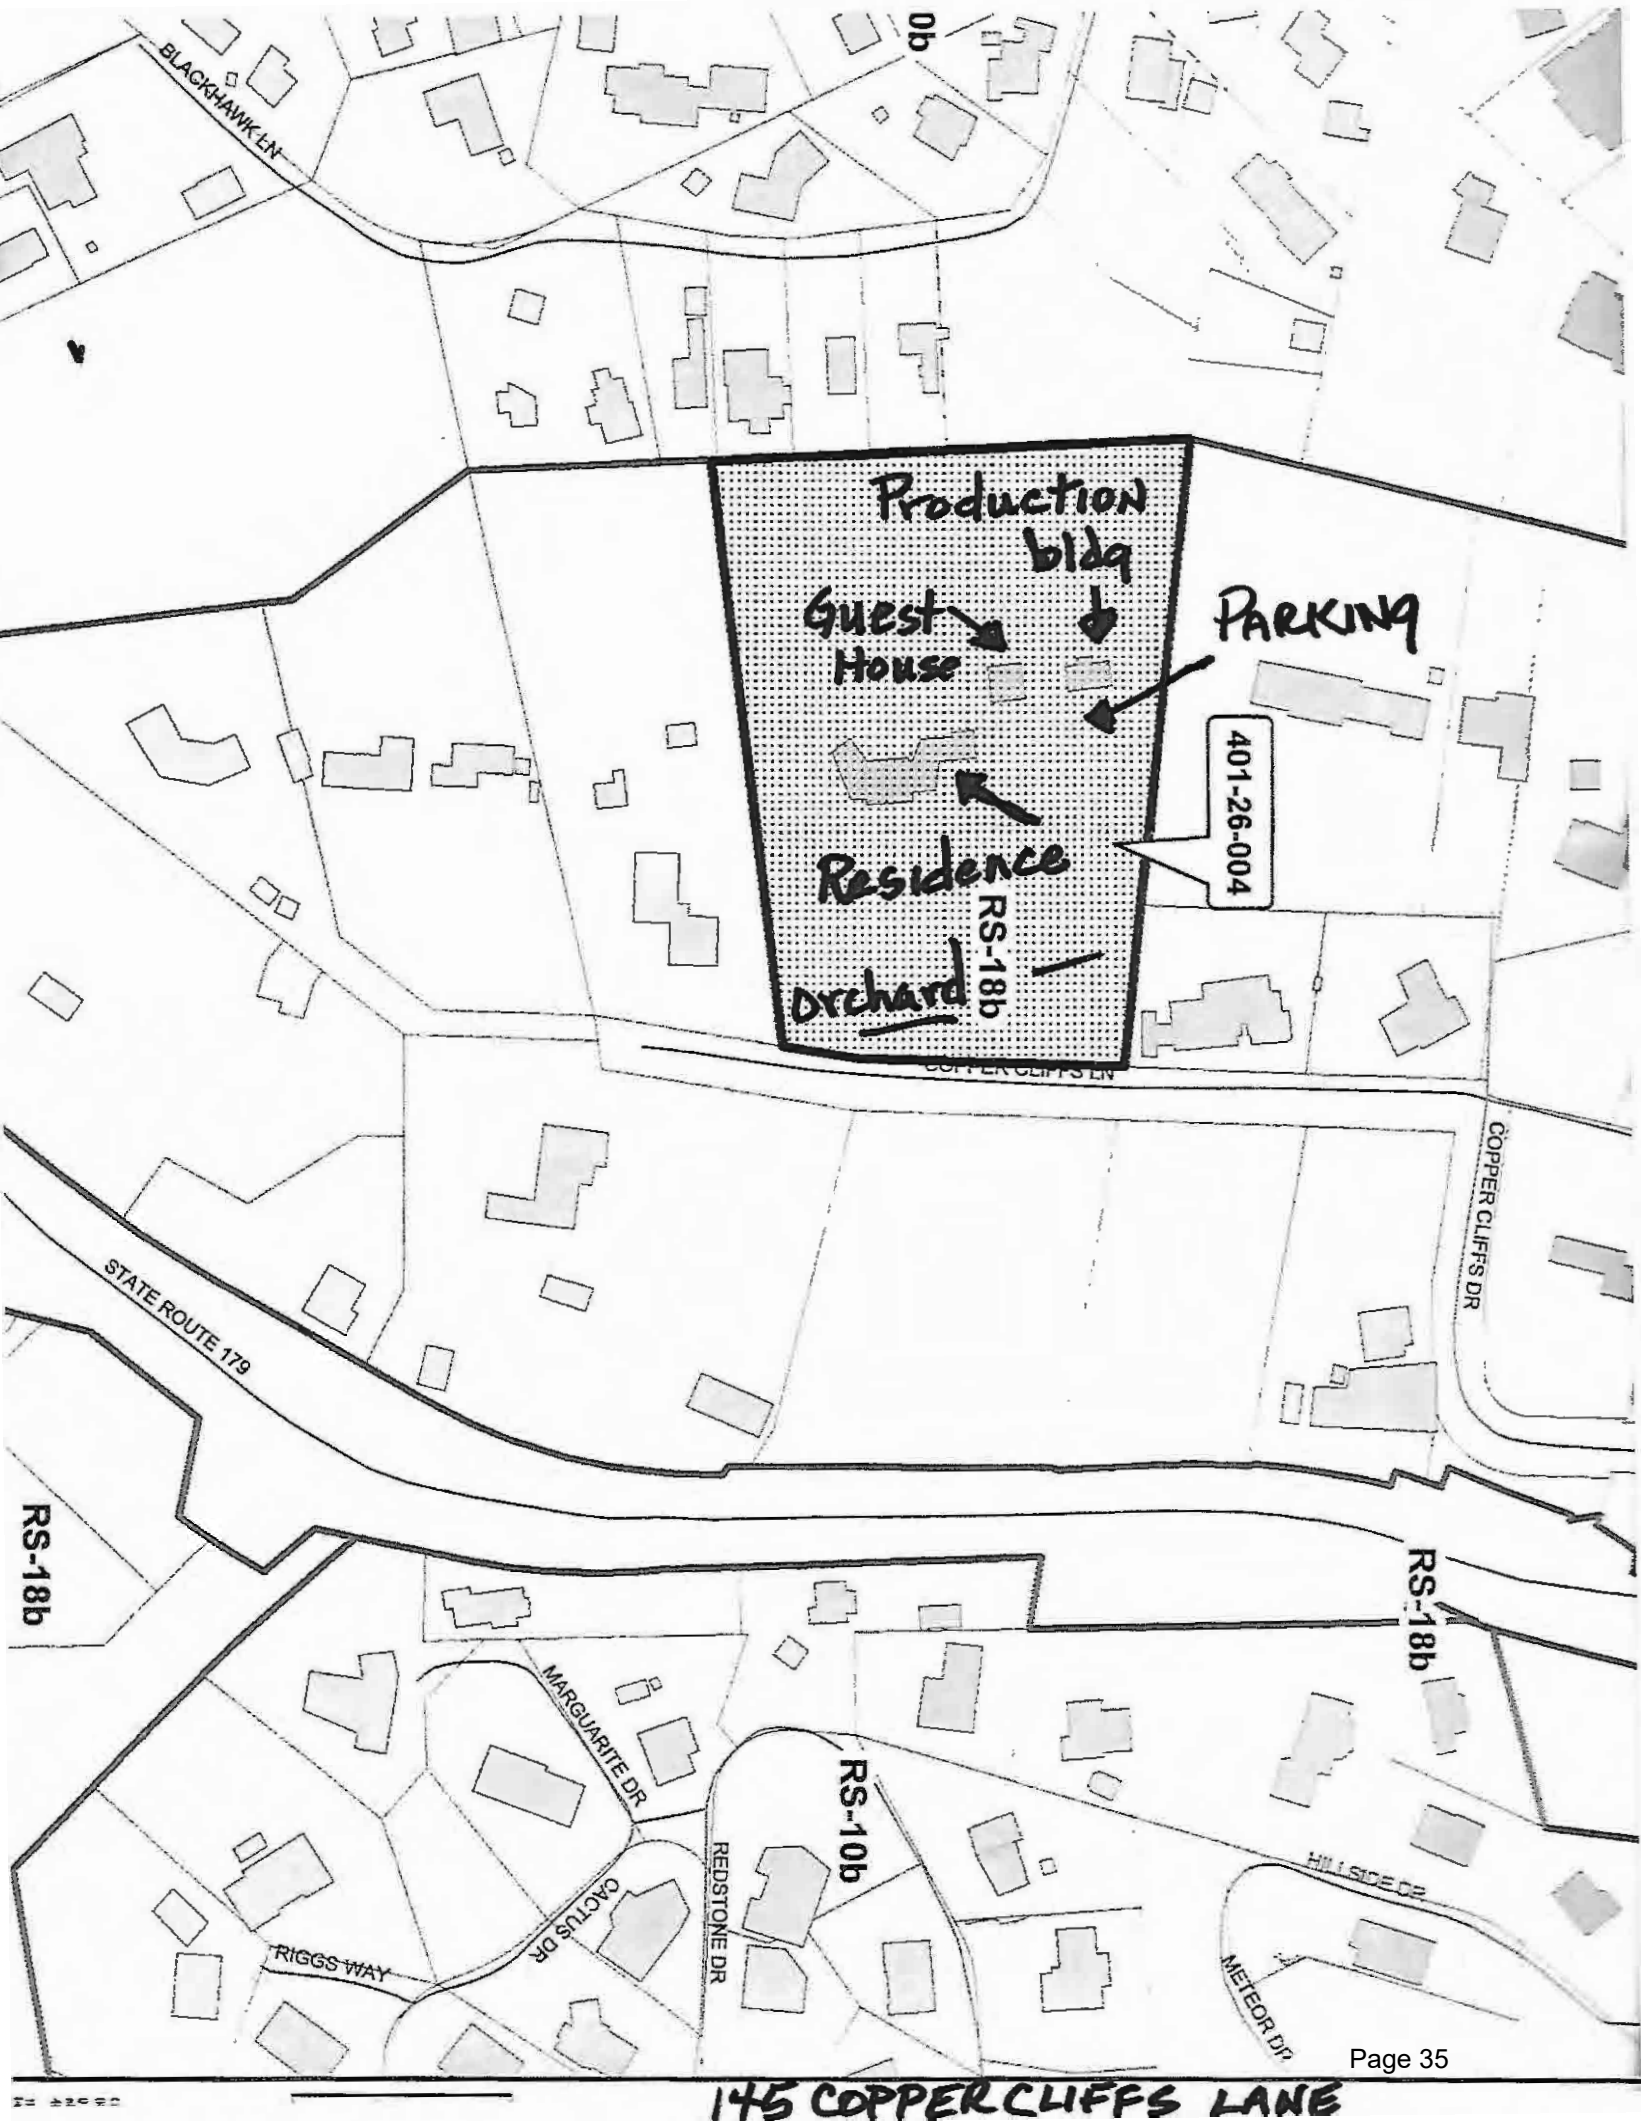 0b
BLACKHAWK LN
Production
bldg
Guest
House
PARKING
401-26-004
Residence
RS-18b
Orchard
COPPER CLIFFS LN
COPPER CLIFFS DR
STATE ROUTE 179
RS-18b
RS-18b
MARGUARITE DR
RS-10b
REDSTONE DR
CACTUS DR
RIGGS WAY
HILLSIDE DR
METEOR DR
Page 35
145 COPPER CLIFFS LANE